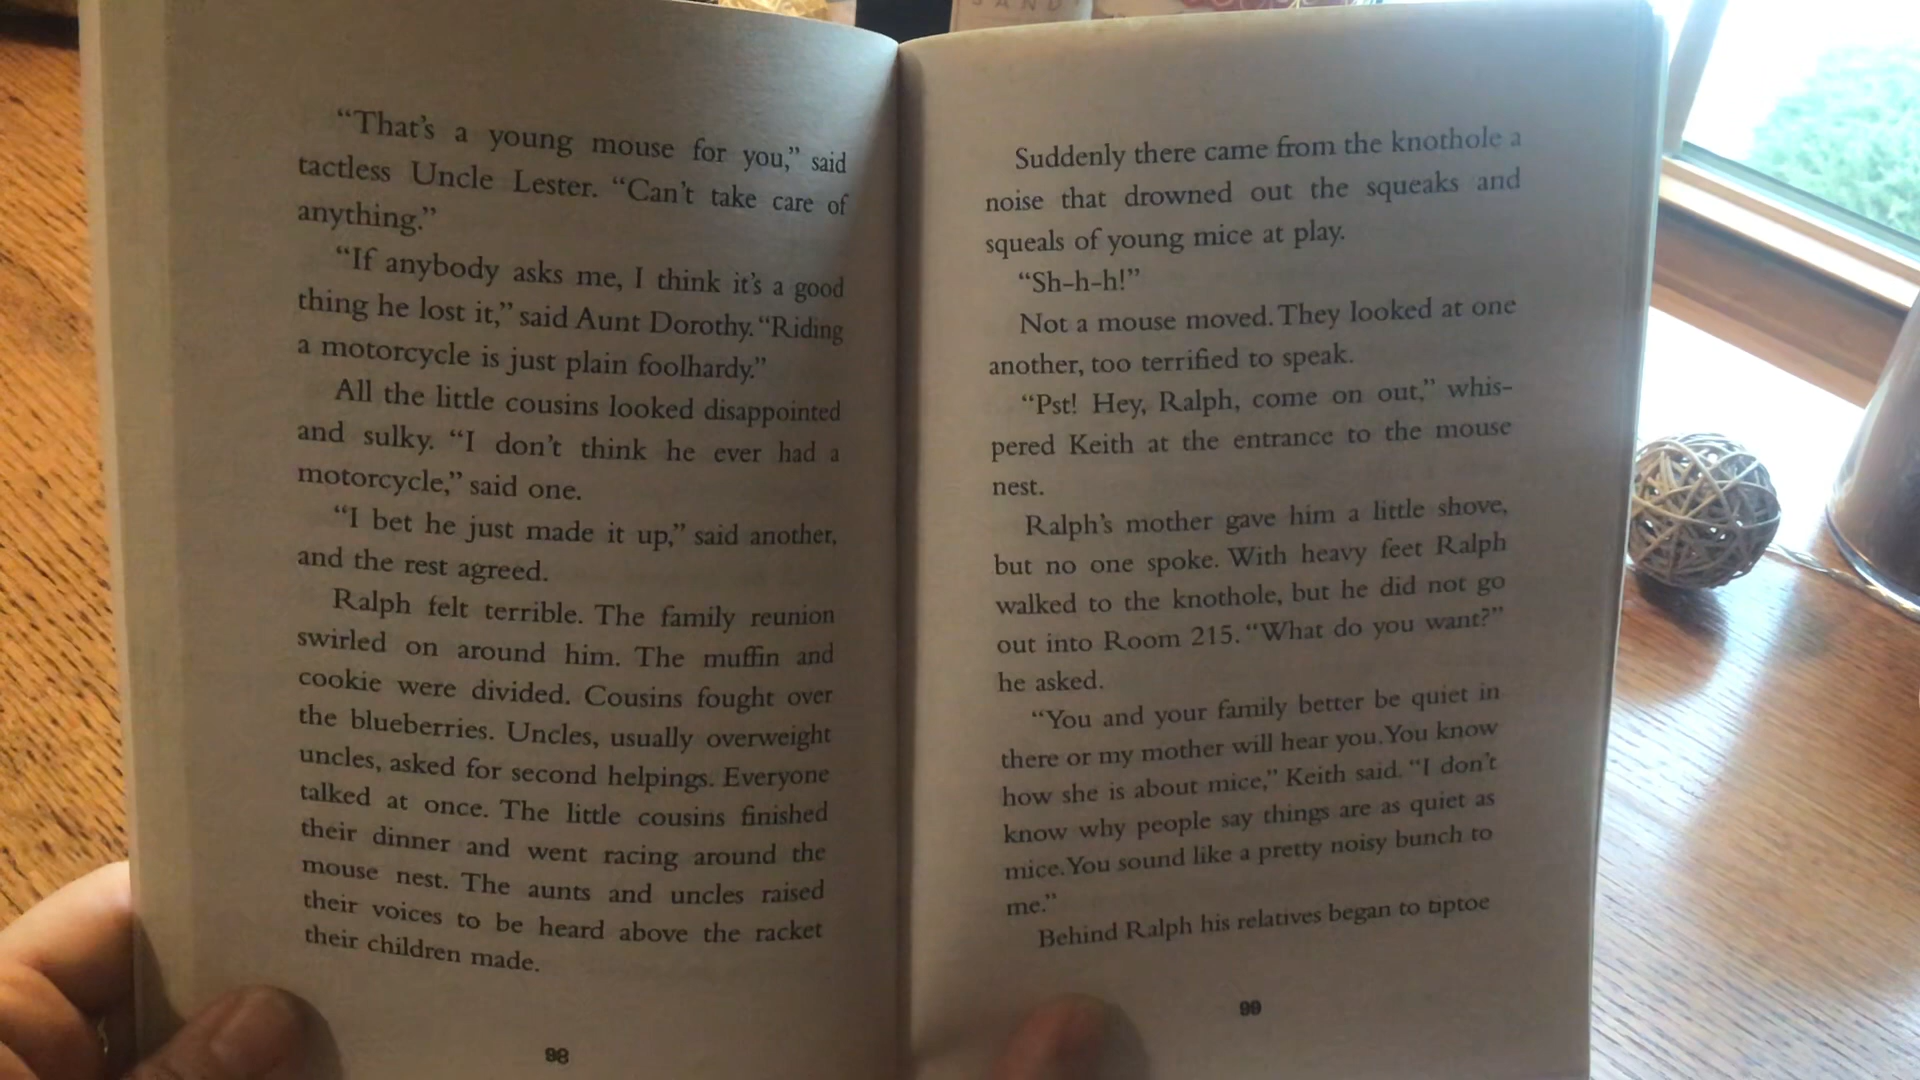 SAND
“That’s a young mouse for you,” said
tactless Uncle Lester. “Can’t take care of
anything.”
“If anybody asks me, I think it’s a good
thing he lost it,” said Aunt Dorothy. “Riding
a motorcycle is just plain foolhardy.”
All the little cousins looked disappointed
and sulky. “I don’t think he ever had a
motorcycle,” said one.
“I bet he just made it up,” said another,
and the rest agreed.
Ralph felt terrible. The family reunion
swirled on around him. The muffin and
cookie were divided. Cousins fought over
the blueberries. Uncles, usually overweight
uncles, asked for second helpings. Everyone
talked at once. The little cousins finished
their dinner and went racing around the
mouse nest. The aunts and uncles raised
their voices to be heard above the racket
their children made.
98
Suddenly there came from the knothole a
noise that drowned out the squeaks and
squeals of young mice at play.
“Sh-h-h!”
Not a mouse moved. They looked at one
another, too terrified to speak.
“Pst! Hey, Ralph, come on out,” whis-
pered Keith at the entrance to the mouse
nest.
Ralph’s mother gave him a little shove,
but no one spoke. With heavy feet Ralph
walked to the knothole, but he did not go
out into Room 215. “What do you want?”
he asked.
“You and your family better be quiet in
there or my mother will hear you. You know
how she is about mice,” Keith said. “I don’t
know why people say things are as quiet as
mice. You sound like a pretty noisy bunch to
me.”
Behind Ralph his relatives began to tiptoe
99